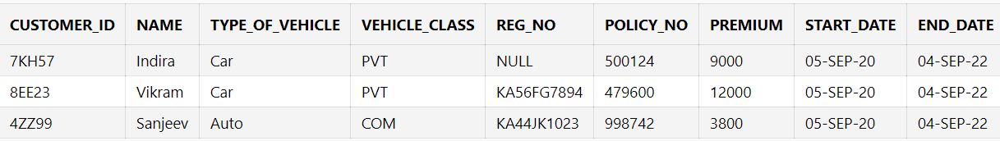 CUSTOMER_ID NAME TYPE_OF_VEHICLE VEHICLE_CLASS REG_NO POLICY_NO PREMIUM START_DATE END_DATE
7KH57 Indira Car PVT NULL 500124 9000 05-SEP-20 04-SEP-22
8EE23 Vikram Car PVT KA56FG7894 479600 12000 05-SEP-20 04-SEP-22
4ZZ99 Sanjeev Auto COM KA44JK1023 998742 3800 05-SEP-20 04-SEP-22